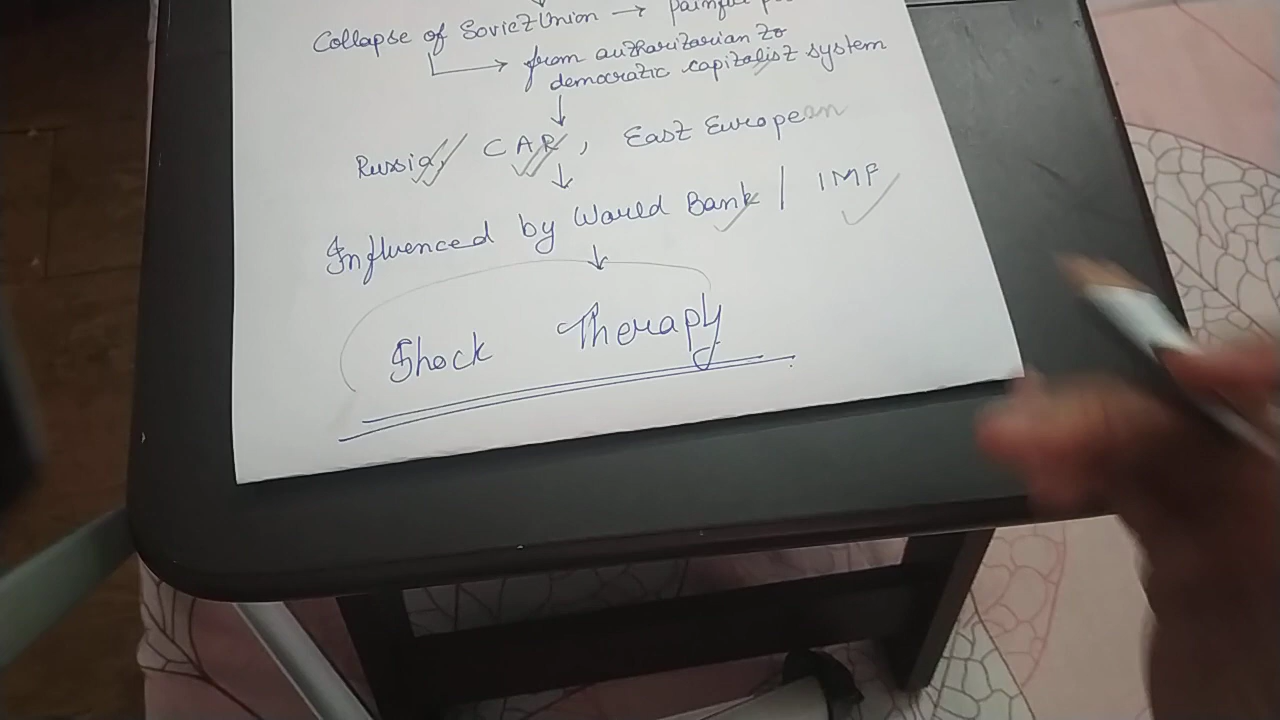 Collapse of Soviet Union → painful
from autharitarian to
democratic capitalist system
Russia, CAR, East European
Influenced by World Bank / IMF
Shock Therapy